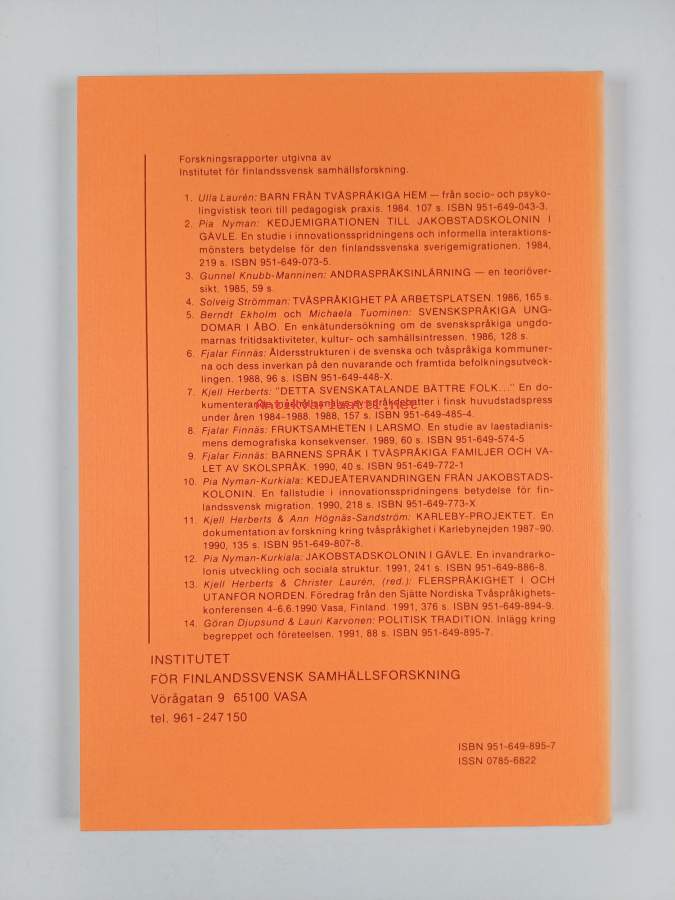 Forskningsrapporter utgivna av
Institutet för finlandssvensk samhällsforskning.
1. Ulla Laurén: BARN FRÅN TVÅSPRÅKIGA HEM — från socio- och psyko-
lingvistisk teori till pedagogisk praxis. 1984. 107 s. ISBN 951-649-043-3.
2. Pia Nyman: KEDJEMIGRATIONEN TILL JAKOBSTADSKOLONIN I
GÄVLE. En studie i innovationsspridningens och informella interaktions-
mönsters betydelse för den finlandssvenska sverigemigrationen. 1984,
219 s. ISBN 951-649-073-5.
3. Gunnel Knubb-Manninen: ANDRASPRÅKSINLÄRNING — en teoriöver-
sikt. 1985, 59 s.
4. Solveig Strömman: TVÅSPRÅKIGHET PÅ ARBETSPLATSEN. 1986, 165 s.
5. Berndt Ekholm och Michaela Tuominen: SVENSKSPRÅKIGA UNG-
DOMAR I ÅBO. En enkätundersökning om de svenskspråkiga ungdo-
marnas fritidsaktiviteter, kultur- och samhällsintressen. 1986, 128 s.
6. Fjalar Finnäs: Åldersstrukturen i de svenska och tvåspråkiga kommuner-
na och dess inverkan på den nuvarande och framtida befolkningsutveck-
lingen. 1988, 96 s. ISBN 951-649-448-X.
7. Kjell Herberts: "DETTA SVENSKATALANDE BÄTTRE FOLK..." En do-
kumenterande av språkdebatter i finsk huvudstadspress
Antikvariaatti.net
under åren 1984-1988. 1988, 157 s. ISBN 951-649-485-4.
8. Fjalar Finnäs: FRUKTSAMHETEN I LARSMO. En studie av laestadianis-
mens demografiska konsekvenser. 1989, 60 s. ISBN 951-649-574-5
9. Fjalar Finnäs: BARNENS SPRÅK I TVÅSPRÅKIGA FAMILJER OCH VA-
LET AV SKOLSPRÅK. 1990, 40 s. ISBN 951-649-772-1
10. Pia Nyman-Kurkiala: KEDJEÅTERVANDRINGEN FRÅN JAKOBSTADS-
KOLONIN. En fallstudie i innovationsspridningens betydelse för fin-
landssvensk migration. 1990, 218 s. ISBN 951-649-773-X
11. Kjell Herberts & Ann Högnäs-Sandström: KARLEBY-PROJEKTET. En
dokumentation av forskning kring tvåspråkighet i Karlebynejden 1987-90.
1990, 135 s. ISBN 951-649-807-8.
12. Pia Nyman-Kurkiala: JAKOBSTADSKOLONIN I GÄVLE. En invandrarko-
lonis utveckling och sociala struktur. 1991, 241 s. ISBN 951-649-886-8.
13. Kjell Herberts & Christer Laurén, (red.): FLERSPRÅKIGHET I OCH
UTANFÖR NORDEN. Föredrag från den Sjätte Nordiska Tvåspråkighets-
konferensen 4-6.6.1990 Vasa, Finland. 1991, 376 s. ISBN 951-649-894-9.
14. Göran Djupsund & Lauri Karvonen: POLITISK TRADITION. Inlägg kring
begreppet och företeelsen. 1991, 88 s. ISBN 951-649-895-7.
INSTITUTET
FÖR FINLANDSSVENSK SAMHÄLLSFORSKNING
Vörågatan 9 65100 VASA
tel. 961-247 150
ISBN 951-649-895-7
ISSN 0785-6822